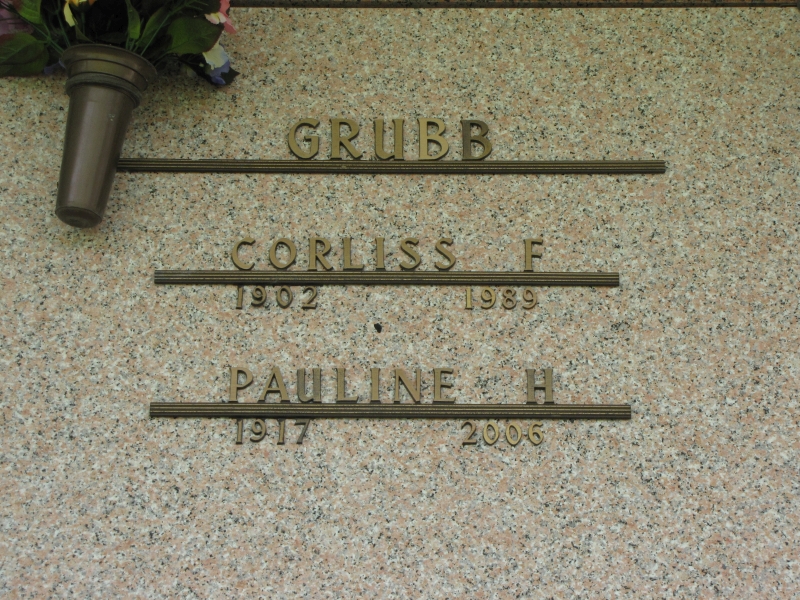 GRUBB
CORLISS F
1902 1989
PAULINE H
1917 2006